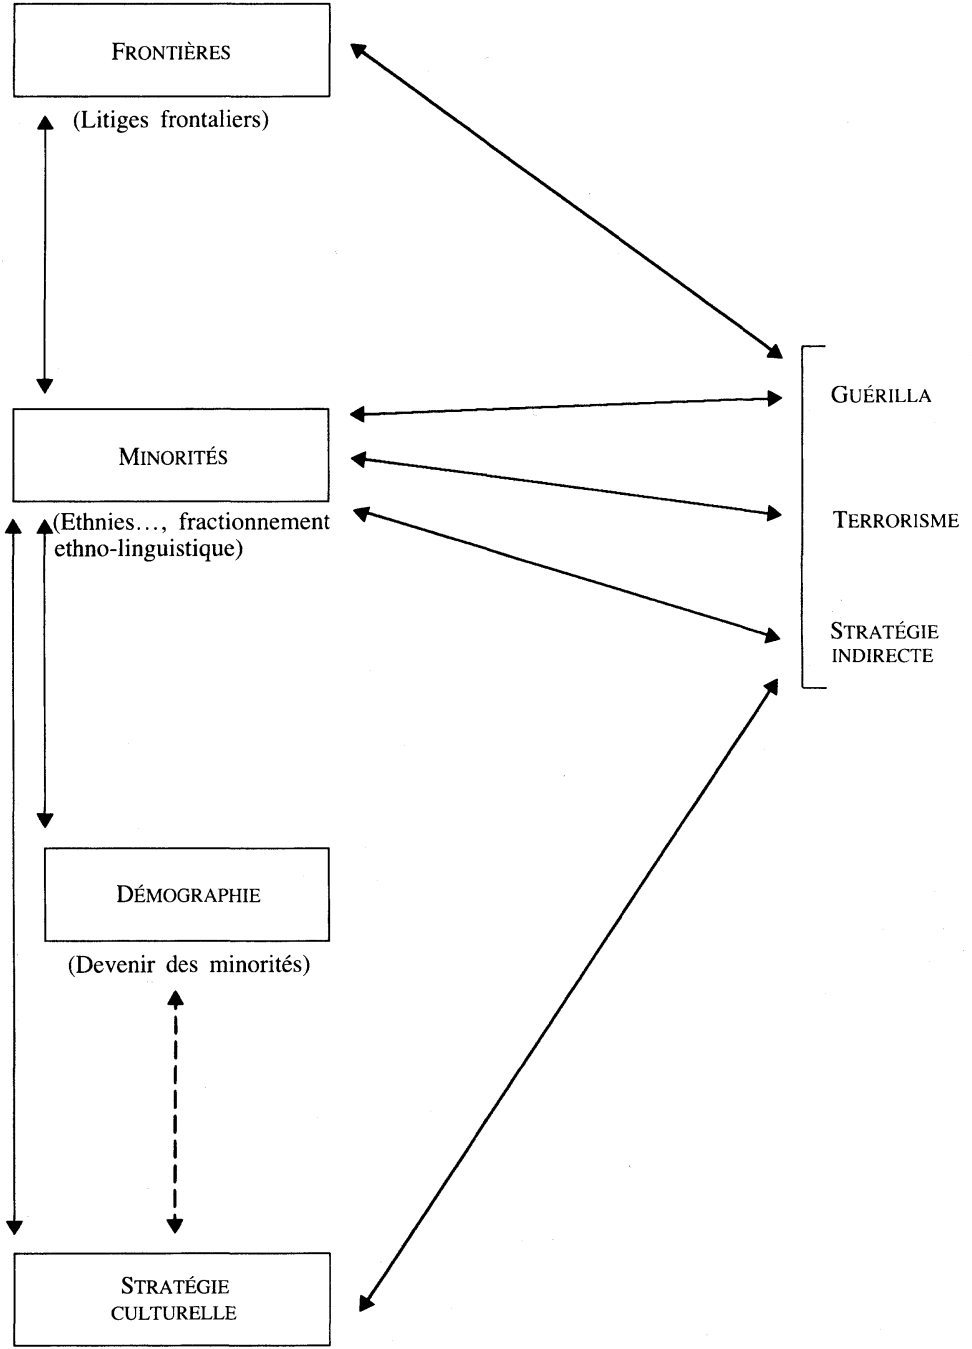 FRONTIÈRES
(Litiges frontaliers)
GUÉRILLA
MINORITÉS
(Ethnies..., fractionnement
ethno-linguistique)
TERRORISME
STRATÉGIE
INDIRECTE
DÉMOGRAPHIE
(Devenir des minorités)
STRATÉGIE
CULTURELLE